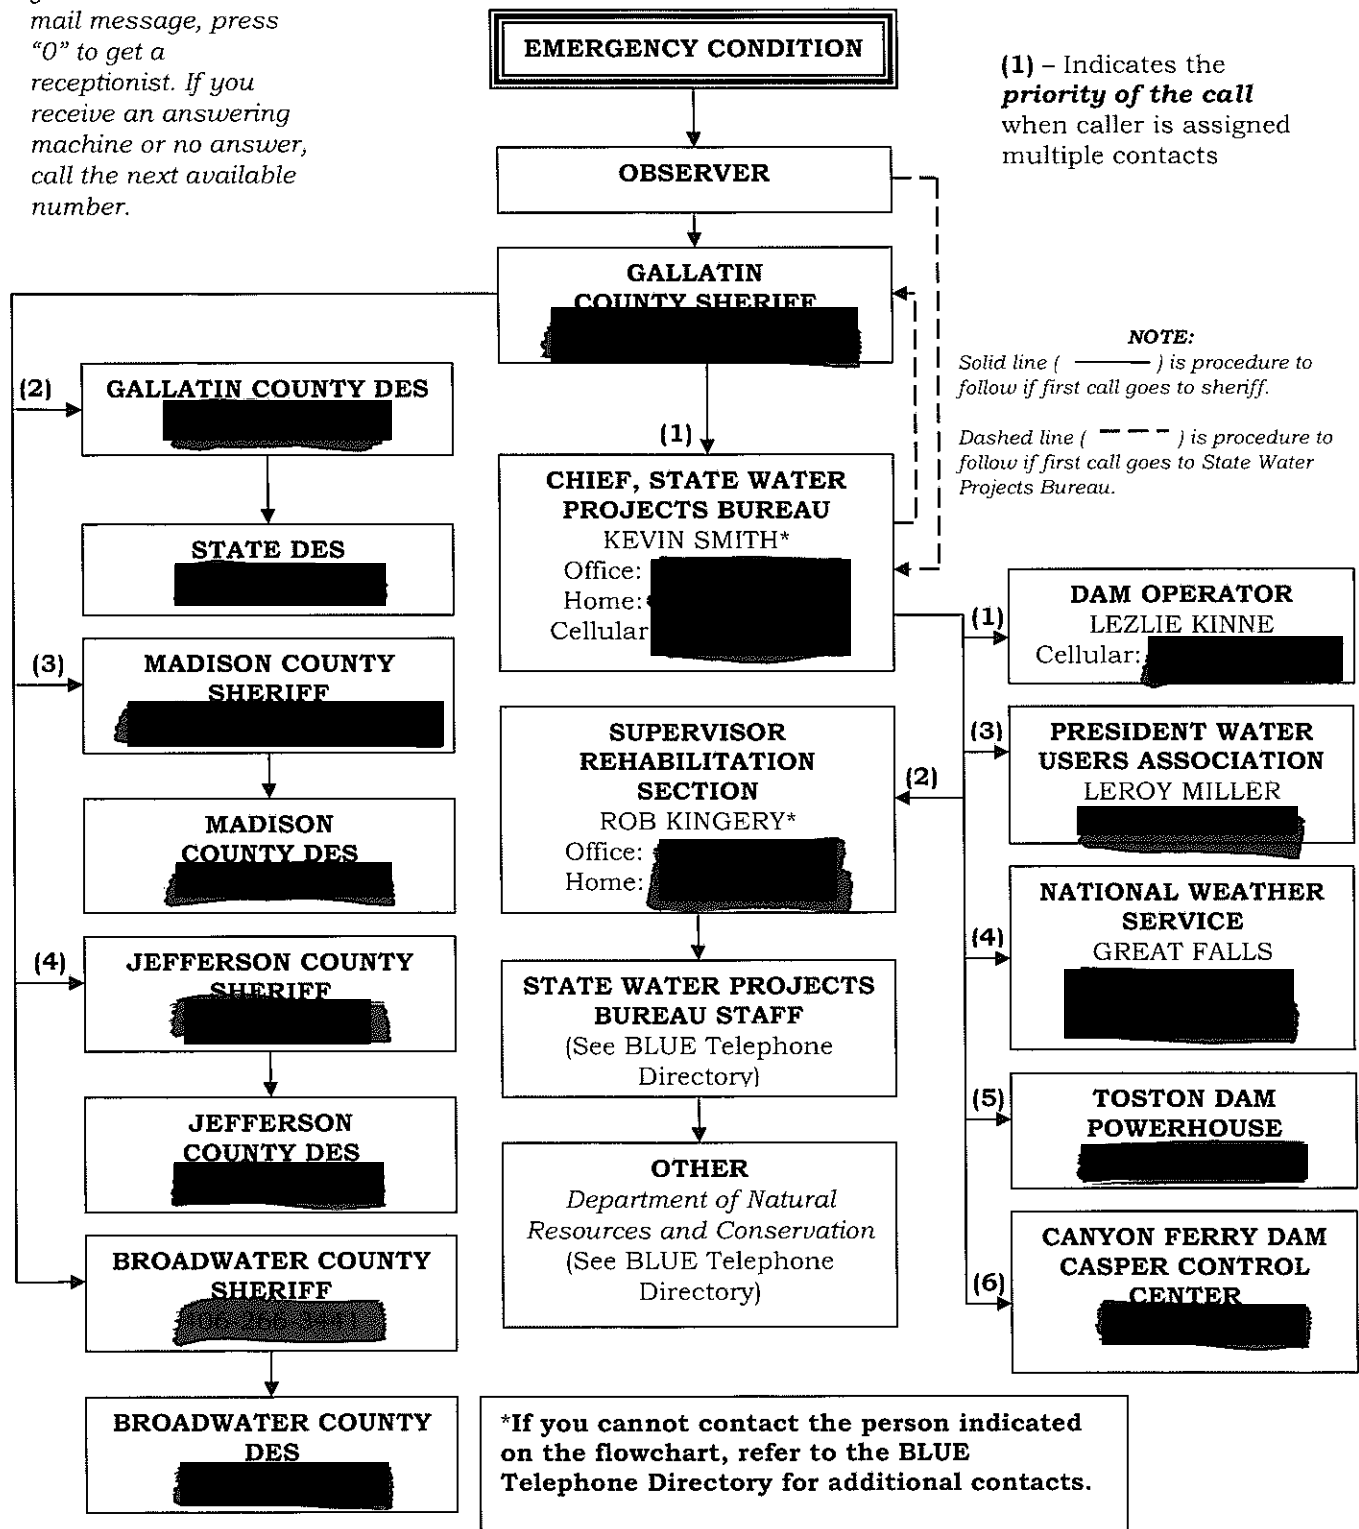 mail message, press
“0” to get a
receptionist. If you
receive an answering
machine or no answer,
call the next available
number.
EMERGENCY CONDITION
(1) – Indicates the
priority of the call
when caller is assigned
multiple contacts
OBSERVER
GALLATIN
COUNTY SHERIFF
NOTE:
Solid line ( ——— ) is procedure to
follow if first call goes to sheriff.
Dashed line ( – – – – ) is procedure to
follow if first call goes to State Water
Projects Bureau.
(2)
GALLATIN COUNTY DES
STATE DES
(3)
MADISON COUNTY
SHERIFF
MADISON
COUNTY DES
(4)
JEFFERSON COUNTY
SHERIFF
JEFFERSON
COUNTY DES
BROADWATER COUNTY
SHERIFF
BROADWATER COUNTY
DES
(1)
CHIEF, STATE WATER
PROJECTS BUREAU
KEVIN SMITH*
Office:
Home:
Cellular
(2)
SUPERVISOR
REHABILITATION
SECTION
ROB KINGERY*
Office:
Home:
STATE WATER PROJECTS
BUREAU STAFF
(See BLUE Telephone
Directory)
OTHER
Department of Natural
Resources and Conservation
(See BLUE Telephone
Directory)
(1)
DAM OPERATOR
LEZLIE KINNE
Cellular:
(3)
PRESIDENT WATER
USERS ASSOCIATION
LEROY MILLER
(4)
NATIONAL WEATHER
SERVICE
GREAT FALLS
(5)
TOSTON DAM
POWERHOUSE
(6)
CANYON FERRY DAM
CASPER CONTROL
CENTER
*If you cannot contact the person indicated
on the flowchart, refer to the BLUE
Telephone Directory for additional contacts.